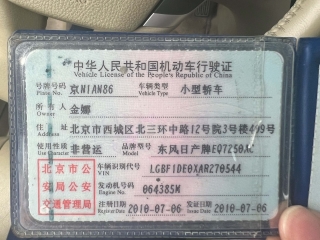 中华人民共和国机动车行驶证
Vehicle License of the People's Republic of China
号牌号码 京N1AN86 车辆类型 小型轿车
Plate No. Vehicle Type
所有人 金娜
Owner
住址 北京市西城区北三环中路12号院3号楼409号
Address
使用性质 非营运 品牌型号 东风日产牌EQ7250AC
Use Character Model
北京市公 车辆识别代号 LGBF1DE0XAR270544
VIN
安局公安 发动机号码 064385W
Engine No.
交通管理局 注册日期 2010-07-06 发证日期 2010-07-06
Register Date Issue Date